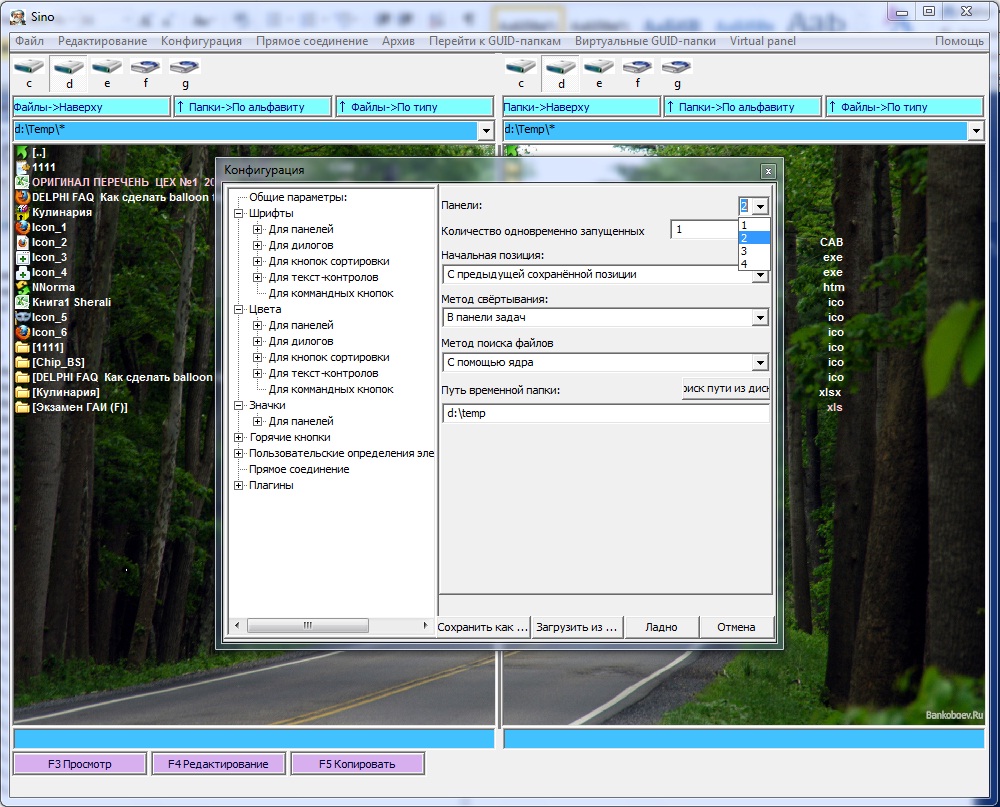 Sino
Файл Редактирование Конфигурация Прямое соединение Архив Перейти к GUID-папкам Виртуальные GUID-папки Virtual panel Помощь
c d e f g c d e f g
Файлы->Наверху ↑ Папки->По алфавиту ↑ Файлы->По типу Папки->Наверху ↑ Папки->По алфавиту ↑ Файлы->По типу
d:\Temp\* d:\Temp\*
[..]
1111
ОРИГИНАЛ ПЕРЕЧЕНЬ ЦЕХ №1 20
DELPHI FAQ Как сделать balloon
Кулинария
Icon_1
Icon_2
Icon_3
Icon_4
NNorma
Книга1 Sherali
Icon_5
Icon_6
[1111]
[Chip_BS]
[DELPHI FAQ Как сделать balloon
[Кулинария]
[Экзамен ГАИ (F)]
Конфигурация
Общие параметры:
Шрифты
Для панелей
Для дилогов
Для кнопок сортировки
Для текст-контролов
Для коммандных кнопок
Цвета
Для панелей
Для дилогов
Для кнопок сортировки
Для текст-контролов
Для коммандных кнопок
Значки
Для панелей
Горячие кнопки
Пользовательские определения эле
Прямое соединение
Плагины
Панели: 2
1
2
3
4
Количество одновременно запущенных 1
Начальная позиция:
С предыдущей сохранённой позиции
Метод свёртывания:
В панели задач
Метод поиска файлов
С помощью ядра
Путь временной папки: иск пути из диск
d:\temp
Сохранить как ... Загрузить из ... Ладно Отмена
CAB
exe
exe
htm
ico
ico
ico
ico
ico
ico
xlsx
xls
Bankoboev.Ru
F3 Просмотр F4 Редактирование F5 Копировать